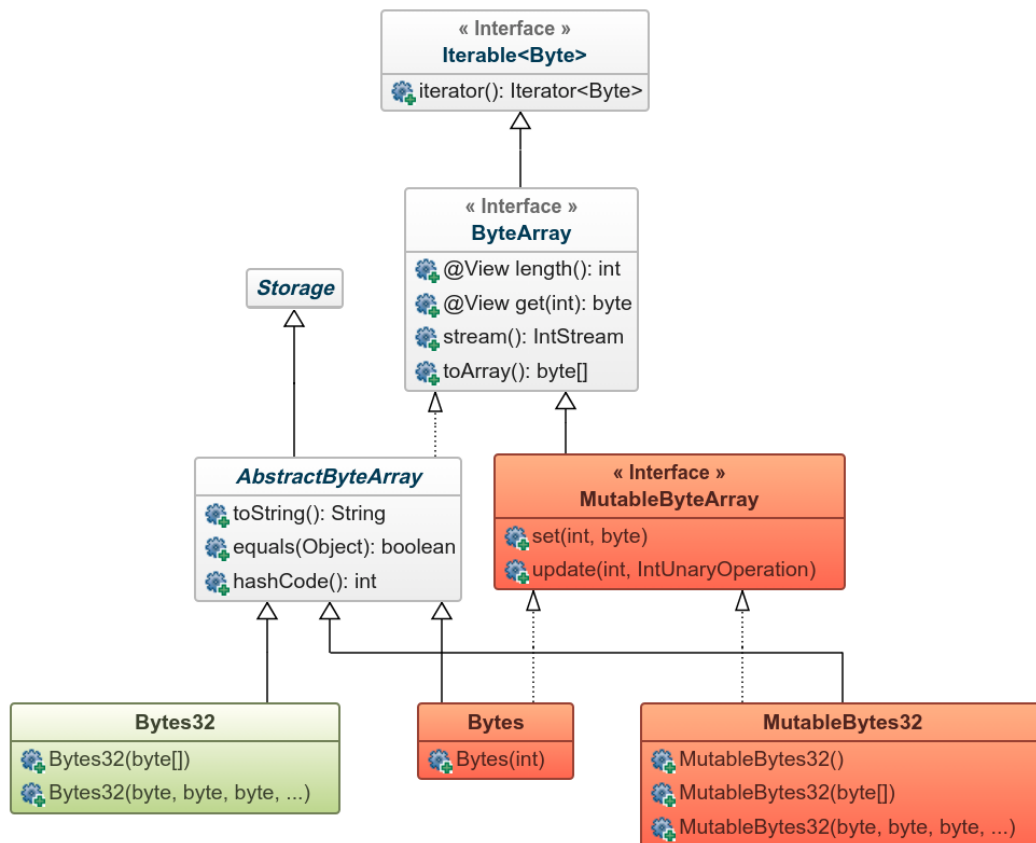 « Interface »
Iterable<Byte>
iterator(): Iterator<Byte>
« Interface »
ByteArray
@View length(): int
@View get(int): byte
stream(): IntStream
toArray(): byte[]
Storage
AbstractByteArray
toString(): String
equals(Object): boolean
hashCode(): int
« Interface »
MutableByteArray
set(int, byte)
update(int, IntUnaryOperation)
Bytes32
Bytes32(byte[])
Bytes32(byte, byte, byte, ...)
Bytes
Bytes(int)
MutableBytes32
MutableBytes32()
MutableBytes32(byte[])
MutableBytes32(byte, byte, byte, ...)